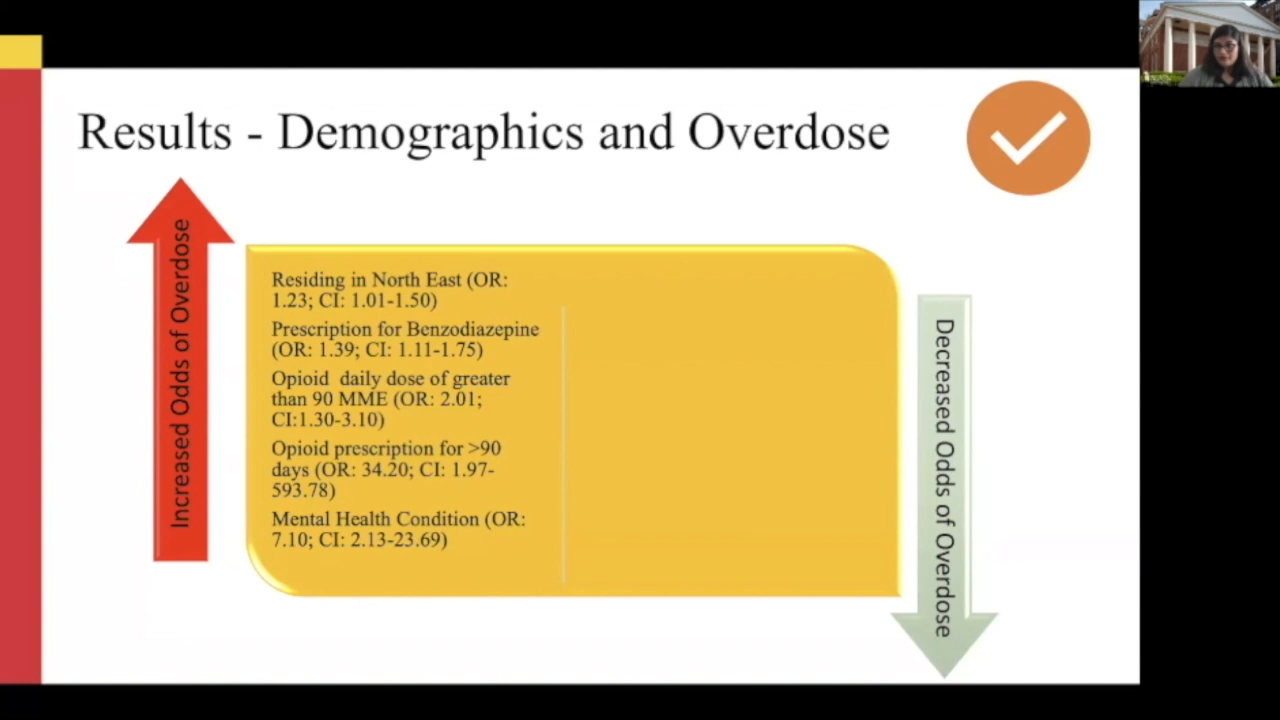 Results - Demographics and Overdose
Increased Odds of Overdose
Residing in North East (OR:
1.23; CI: 1.01-1.50)
Prescription for Benzodiazepine
(OR: 1.39; CI: 1.11-1.75)
Opioid daily dose of greater
than 90 MME (OR: 2.01;
CI:1.30-3.10)
Opioid prescription for >90
days (OR: 34.20; CI: 1.97-
593.78)
Mental Health Condition (OR:
7.10; CI: 2.13-23.69)
Decreased Odds of Overdose